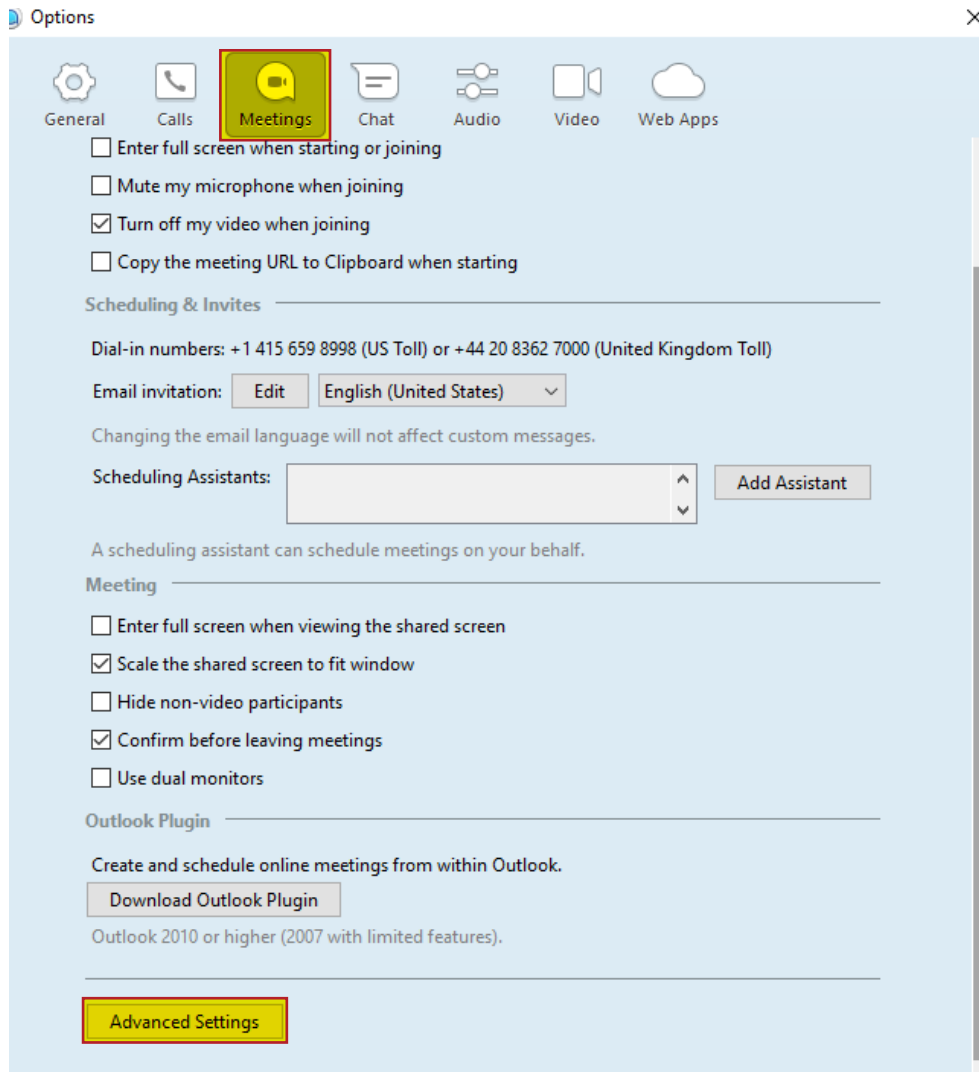 Options
General Calls Meetings Chat Audio Video Web Apps
Enter full screen when starting or joining
Mute my microphone when joining
Turn off my video when joining
Copy the meeting URL to Clipboard when starting
Scheduling & Invites
Dial-in numbers: +1 415 659 8998 (US Toll) or +44 20 8362 7000 (United Kingdom Toll)
Email invitation: Edit English (United States)
Changing the email language will not affect custom messages.
Scheduling Assistants: Add Assistant
A scheduling assistant can schedule meetings on your behalf.
Meeting
Enter full screen when viewing the shared screen
Scale the shared screen to fit window
Hide non-video participants
Confirm before leaving meetings
Use dual monitors
Outlook Plugin
Create and schedule online meetings from within Outlook.
Download Outlook Plugin
Outlook 2010 or higher (2007 with limited features).
Advanced Settings